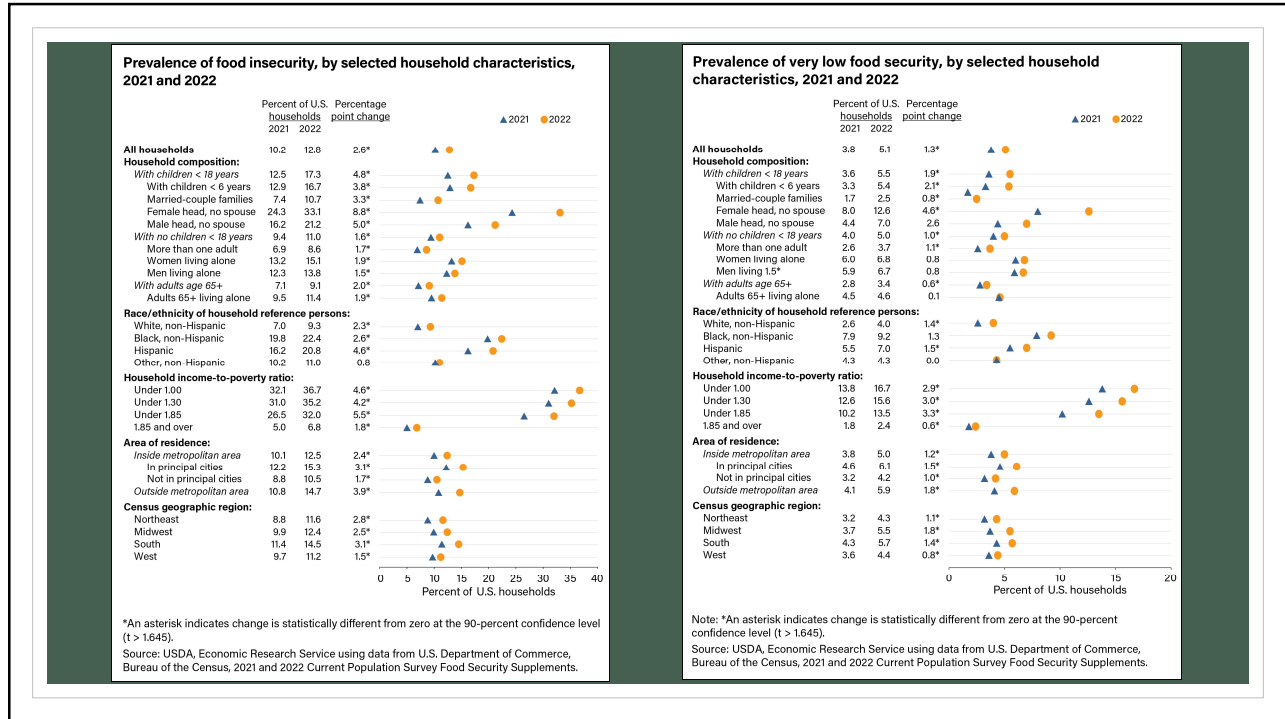 Prevalence of food insecurity, by selected household characteristics,
2021 and 2022
Percent of U.S. Percentage
households point change
2021 2022
2021 2022
All households 10.2 12.8 2.6*
Household composition:
With children < 18 years 12.5 17.3 4.8*
With children < 6 years 12.9 16.7 3.8*
Married-couple families 7.4 10.7 3.3*
Female head, no spouse 24.3 33.1 8.8*
Male head, no spouse 16.2 21.2 5.0*
With no children < 18 years 9.4 11.0 1.6*
More than one adult 6.9 8.6 1.7*
Women living alone 13.2 15.1 1.9*
Men living alone 12.3 13.8 1.5*
With adults age 65+ 7.1 9.1 2.0*
Adults 65+ living alone 9.5 11.4 1.9*
Race/ethnicity of household reference persons:
White, non-Hispanic 7.0 9.3 2.3*
Black, non-Hispanic 19.8 22.4 2.6*
Hispanic 16.2 20.8 4.6*
Other, non-Hispanic 10.2 11.0 0.8
Household income-to-poverty ratio:
Under 1.00 32.1 36.7 4.6*
Under 1.30 31.0 35.2 4.2*
Under 1.85 26.5 32.0 5.5*
1.85 and over 5.0 6.8 1.8*
Area of residence:
Inside metropolitan area 10.1 12.5 2.4*
In principal cities 12.2 15.3 3.1*
Not in principal cities 8.8 10.5 1.7*
Outside metropolitan area 10.8 14.7 3.9*
Census geographic region:
Northeast 8.8 11.6 2.8*
Midwest 9.9 12.4 2.5*
South 11.4 14.5 3.1*
West 9.7 11.2 1.5*
0 5 10 15 20 25 30 35 40
Percent of U.S. households
*An asterisk indicates change is statistically different from zero at the 90-percent confidence level
(t > 1.645).
Source: USDA, Economic Research Service using data from U.S. Department of Commerce,
Bureau of the Census, 2021 and 2022 Current Population Survey Food Security Supplements.
Prevalence of very low food security, by selected household
characteristics, 2021 and 2022
Percent of U.S. Percentage
households point change
2021 2022
2021 2022
All households 3.8 5.1 1.3*
Household composition:
With children < 18 years 3.6 5.5 1.9*
With children < 6 years 3.3 5.4 2.1*
Married-couple families 1.7 2.5 0.8*
Female head, no spouse 8.0 12.6 4.6*
Male head, no spouse 4.4 7.0 2.6
With no children < 18 years 4.0 5.0 1.0*
More than one adult 2.6 3.7 1.1*
Women living alone 6.0 6.8 0.8
Men living 1.5* 5.9 6.7 0.8
With adults age 65+ 2.8 3.4 0.6*
Adults 65+ living alone 4.5 4.6 0.1
Race/ethnicity of household reference persons:
White, non-Hispanic 2.6 4.0 1.4*
Black, non-Hispanic 7.9 9.2 1.3
Hispanic 5.5 7.0 1.5*
Other, non-Hispanic 4.3 4.3 0.0
Household income-to-poverty ratio:
Under 1.00 13.8 16.7 2.9*
Under 1.30 12.6 15.6 3.0*
Under 1.85 10.2 13.5 3.3*
1.85 and over 1.8 2.4 0.6*
Area of residence:
Inside metropolitan area 3.8 5.0 1.2*
In principal cities 4.6 6.1 1.5*
Not in principal cities 3.2 4.2 1.0*
Outside metropolitan area 4.1 5.9 1.8*
Census geographic region:
Northeast 3.2 4.3 1.1*
Midwest 3.7 5.5 1.8*
South 4.3 5.7 1.4*
West 3.6 4.4 0.8*
0 5 10 15 20
Percent of U.S. households
Note: *An asterisk indicates change is statistically different from zero at the 90-percent
confidence level (t > 1.645).
Source: USDA, Economic Research Service using data from U.S. Department of Commerce,
Bureau of the Census, 2021 and 2022 Current Population Survey Food Security Supplements.